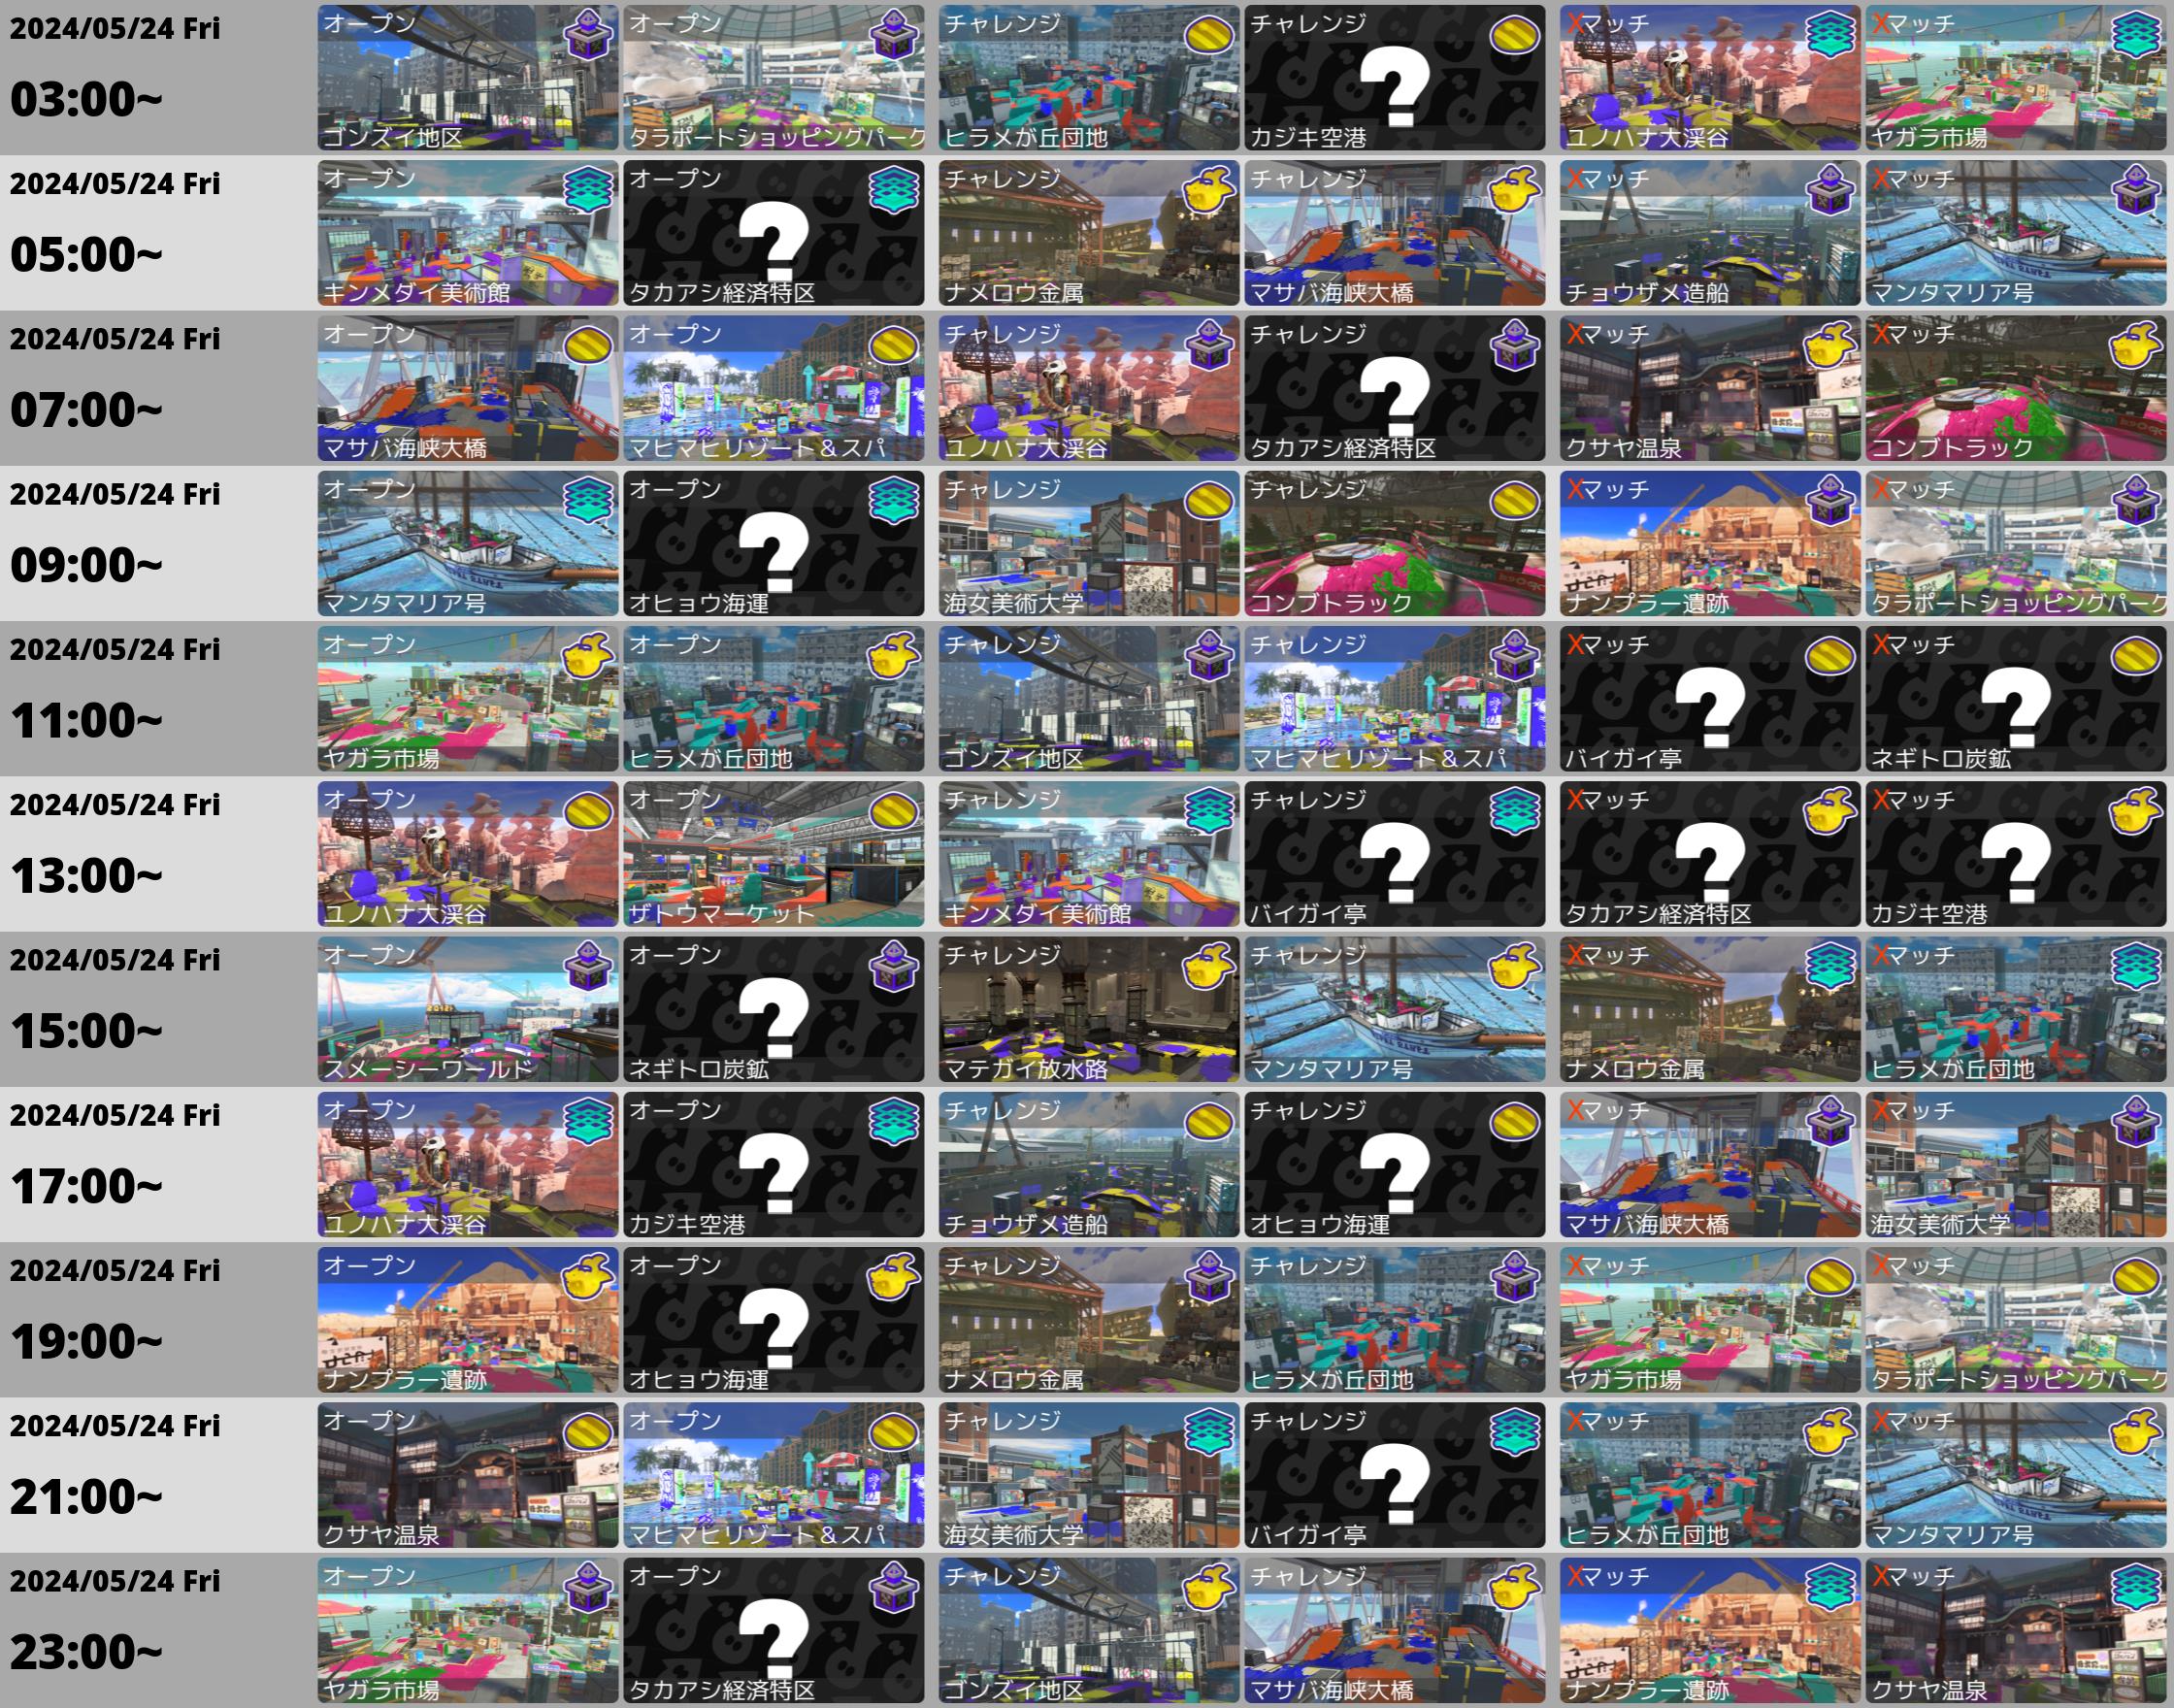 2024/05/24 Fri
03:00~
オープン
ゴンズイ地区
オープン
タラポートショッピングパーク
チャレンジ
ヒラメが丘団地
チャレンジ
?
カジキ空港
Xマッチ
ユノハナ大渓谷
Xマッチ
ヤガラ市場
2024/05/24 Fri
05:00~
オープン
キンメダイ美術館
オープン
?
タカアシ経済特区
チャレンジ
ナメロウ金属
チャレンジ
マサバ海峡大橋
Xマッチ
チョウザメ造船
Xマッチ
マンタマリア号
2024/05/24 Fri
07:00~
オープン
マサバ海峡大橋
オープン
マヒマヒリゾート＆スパ
チャレンジ
ユノハナ大渓谷
チャレンジ
?
タカアシ経済特区
Xマッチ
クサヤ温泉
Xマッチ
コンブトラック
2024/05/24 Fri
09:00~
オープン
マンタマリア号
オープン
?
オヒョウ海運
チャレンジ
海女美術大学
チャレンジ
コンブトラック
Xマッチ
ナンプラー遺跡
Xマッチ
タラポートショッピングパーク
2024/05/24 Fri
11:00~
オープン
ヤガラ市場
オープン
ヒラメが丘団地
チャレンジ
ゴンズイ地区
チャレンジ
マヒマヒリゾート＆スパ
Xマッチ
?
バイガイ亭
Xマッチ
?
ネギトロ炭鉱
2024/05/24 Fri
13:00~
オープン
ユノハナ大渓谷
オープン
ザトウマーケット
チャレンジ
キンメダイ美術館
チャレンジ
?
バイガイ亭
Xマッチ
?
タカアシ経済特区
Xマッチ
?
カジキ空港
2024/05/24 Fri
15:00~
オープン
スメーシーワールド
オープン
?
ネギトロ炭鉱
チャレンジ
マテガイ放水路
チャレンジ
マンタマリア号
Xマッチ
ナメロウ金属
Xマッチ
ヒラメが丘団地
2024/05/24 Fri
17:00~
オープン
ユノハナ大渓谷
オープン
?
カジキ空港
チャレンジ
チョウザメ造船
チャレンジ
?
オヒョウ海運
Xマッチ
マサバ海峡大橋
Xマッチ
海女美術大学
2024/05/24 Fri
19:00~
オープン
ナンプラー遺跡
オープン
?
オヒョウ海運
チャレンジ
ナメロウ金属
チャレンジ
ヒラメが丘団地
Xマッチ
ヤガラ市場
Xマッチ
タラポートショッピングパーク
2024/05/24 Fri
21:00~
オープン
クサヤ温泉
オープン
マヒマヒリゾート＆スパ
チャレンジ
海女美術大学
チャレンジ
?
バイガイ亭
Xマッチ
ヒラメが丘団地
Xマッチ
マンタマリア号
2024/05/24 Fri
23:00~
オープン
ヤガラ市場
オープン
?
タカアシ経済特区
チャレンジ
ゴンズイ地区
チャレンジ
マサバ海峡大橋
Xマッチ
ナンプラー遺跡
Xマッチ
クサヤ温泉